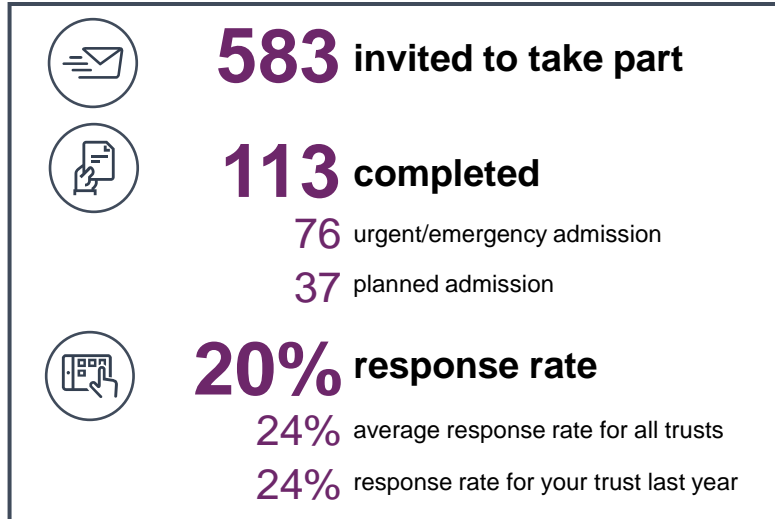 583 invited to take part
113 completed
76 urgent/emergency admission
37 planned admission
20% response rate
24% average response rate for all trusts
24% response rate for your trust last year